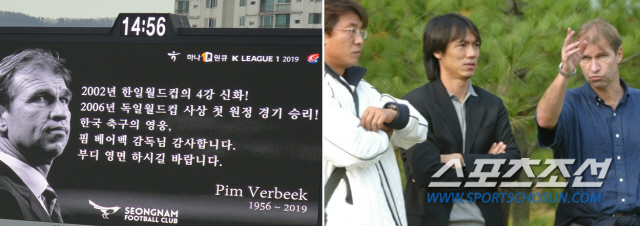 14:56
하나원큐 K LEAGUE 1 2019
2002년 한일월드컵의 4강 신화!
2006년 독일월드컵 사상 첫 원정 경기 승리!
한국 축구의 영웅,
핌 베어벡 감독님 감사합니다.
부디 영면 하시길 바랍니다.
Pim Verbeek
1956 – 2019
SEONGNAM
FOOTBALL CLUB
스포츠조선
WWW.SPORTSCHOSUN.COM